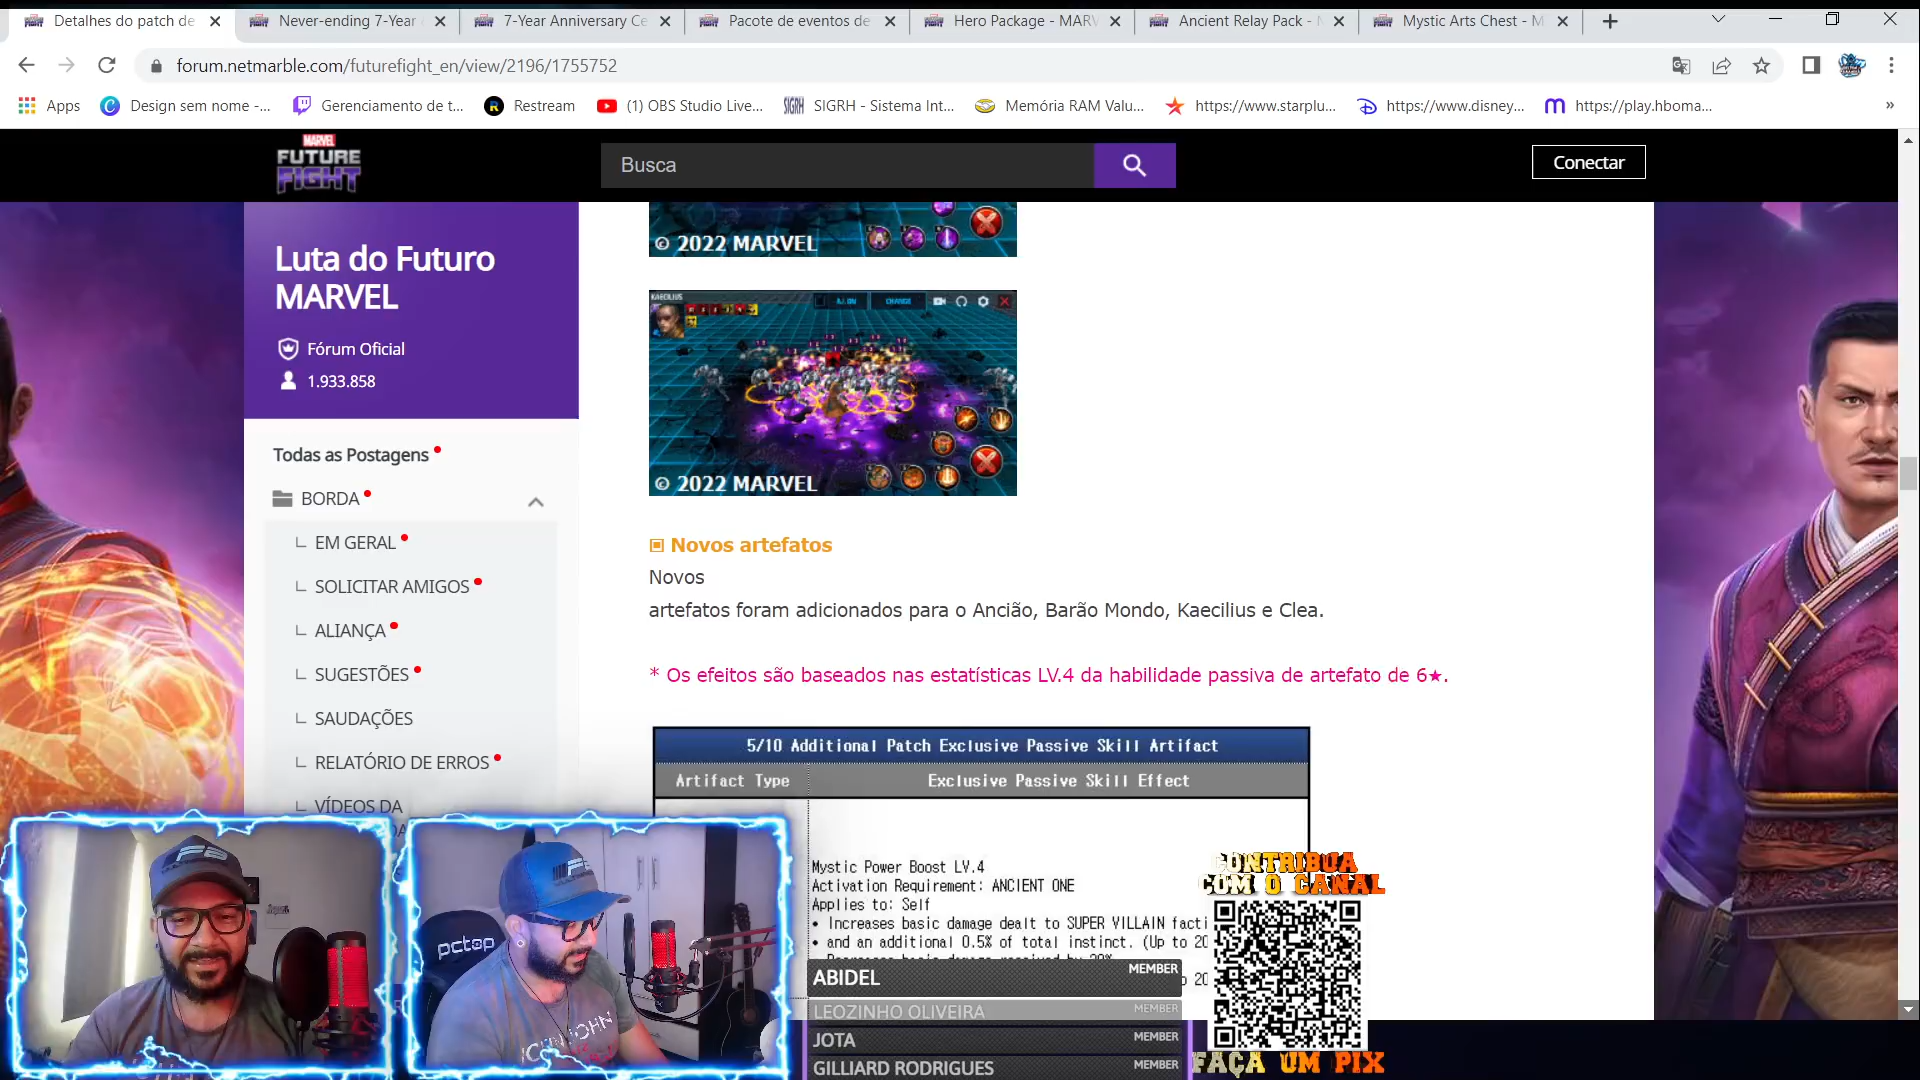 Detalhes do patch de
Never-ending 7-Year
7-Year Anniversary Ce
Pacote de eventos de
Hero Package - MARV
Ancient Relay Pack -
Mystic Arts Chest - M
forum.netmarble.com/futurefight_en/view/2196/1755752
Apps
Design sem nome -...
Gerenciamento de t...
Restream
(1) OBS Studio Live...
SIGRH - Sistema Int...
Memória RAM Valu...
https://www.starplu...
https://www.disney...
https://play.hboma...
MARVEL
FUTURE
FIGHT
Busca
Conectar
Luta do Futuro
MARVEL
Fórum Oficial
1.933.858
Todas as Postagens
BORDA
EM GERAL
SOLICITAR AMIGOS
ALIANÇA
SUGESTÕES
SAUDAÇÕES
RELATÓRIO DE ERROS
VÍDEOS DA
© 2022 MARVEL
KAECILIUS
CHANGE
© 2022 MARVEL
Novos artefatos
Novos
artefatos foram adicionados para o Ancião, Barão Mondo, Kaecilius e Clea.
* Os efeitos são baseados nas estatísticas LV.4 da habilidade passiva de artefato de 6★.
5/10 Additional Patch Exclusive Passive Skill Artifact
Artifact Type
Exclusive Passive Skill Effect
Mystic Power Boost LV.4
Activation Requirement: ANCIENT ONE
Applies to: Self
• Increases basic damage dealt to SUPER VILLAIN facti
• and an additional 0.5% of total instinct. (Up to 20
pctop
ABIDEL MEMBER
LEOZINHO OLIVEIRA MEMBER
JOTA MEMBER
GILLIARD RODRIGUES MEMBER
CONTRIBUA
COM O CANAL
FAÇA UM PIX